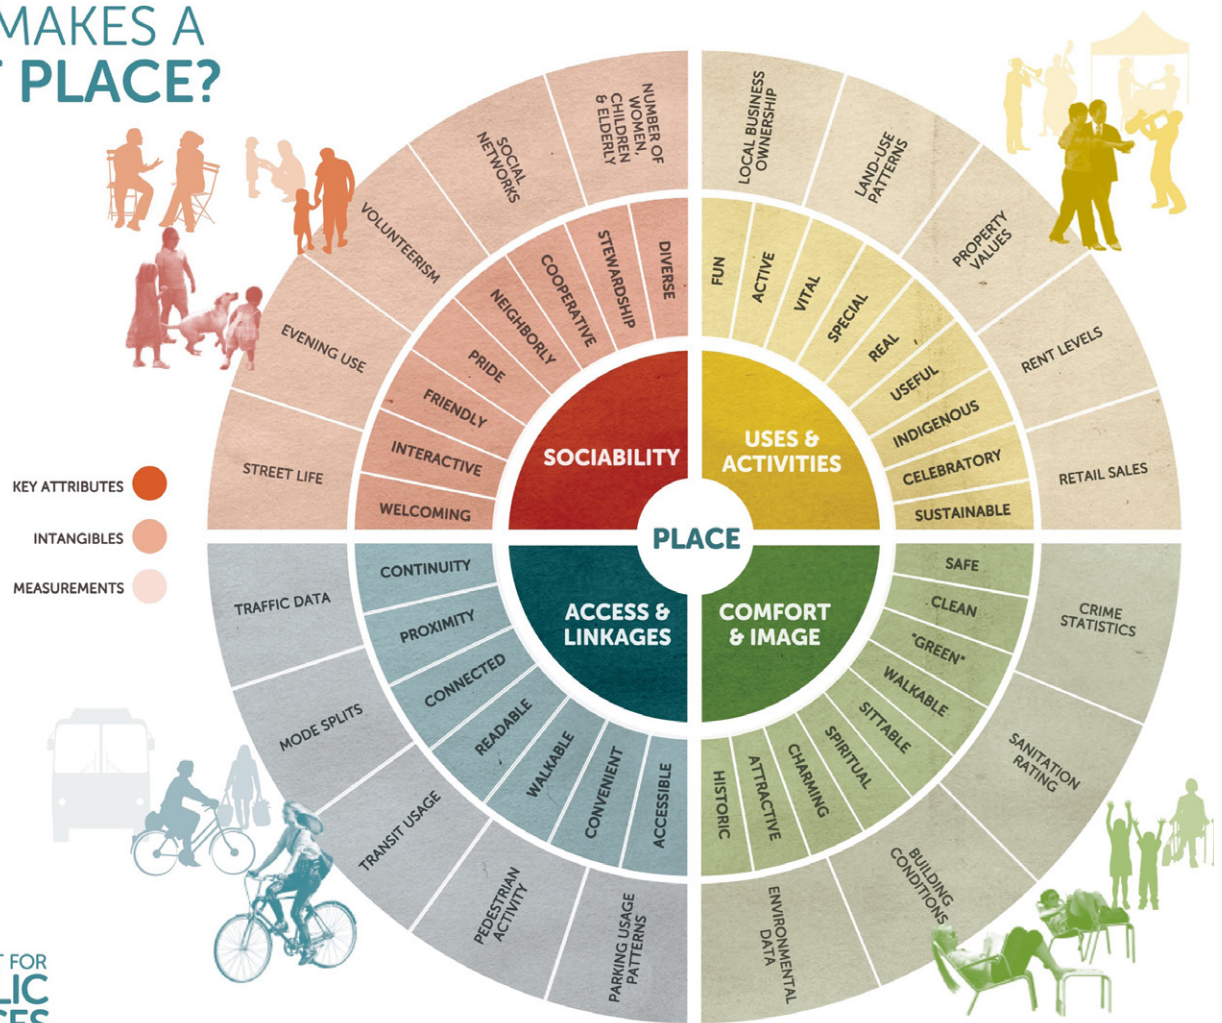 MAKES A
PLACE?
KEY ATTRIBUTES
INTANGIBLES
MEASUREMENTS
PLACE
SOCIABILITY
USES &
ACTIVITIES
ACCESS &
LINKAGES
COMFORT
& IMAGE
WELCOMING
INTERACTIVE
FRIENDLY
PRIDE
NEIGHBORLY
COOPERATIVE
STEWARDSHIP
DIVERSE
FUN
ACTIVE
VITAL
SPECIAL
REAL
USEFUL
INDIGENOUS
CELEBRATORY
SUSTAINABLE
SAFE
CLEAN
"GREEN"
WALKABLE
SITTABLE
SPIRITUAL
CHARMING
ATTRACTIVE
HISTORIC
ACCESSIBLE
CONVENIENT
WALKABLE
READABLE
CONNECTED
PROXIMITY
CONTINUITY
STREET LIFE
EVENING USE
VOLUNTEERISM
SOCIAL
NETWORKS
NUMBER OF
WOMEN,
CHILDREN
& ELDERLY
LOCAL BUSINESS
OWNERSHIP
LAND-USE
PATTERNS
PROPERTY
VALUES
RENT LEVELS
RETAIL SALES
CRIME
STATISTICS
SANITATION
RATING
BUILDING
CONDITIONS
ENVIRONMENTAL
DATA
PARKING USAGE
PATTERNS
PEDESTRIAN
ACTIVITY
TRANSIT USAGE
MODE SPLITS
TRAFFIC DATA
FOR